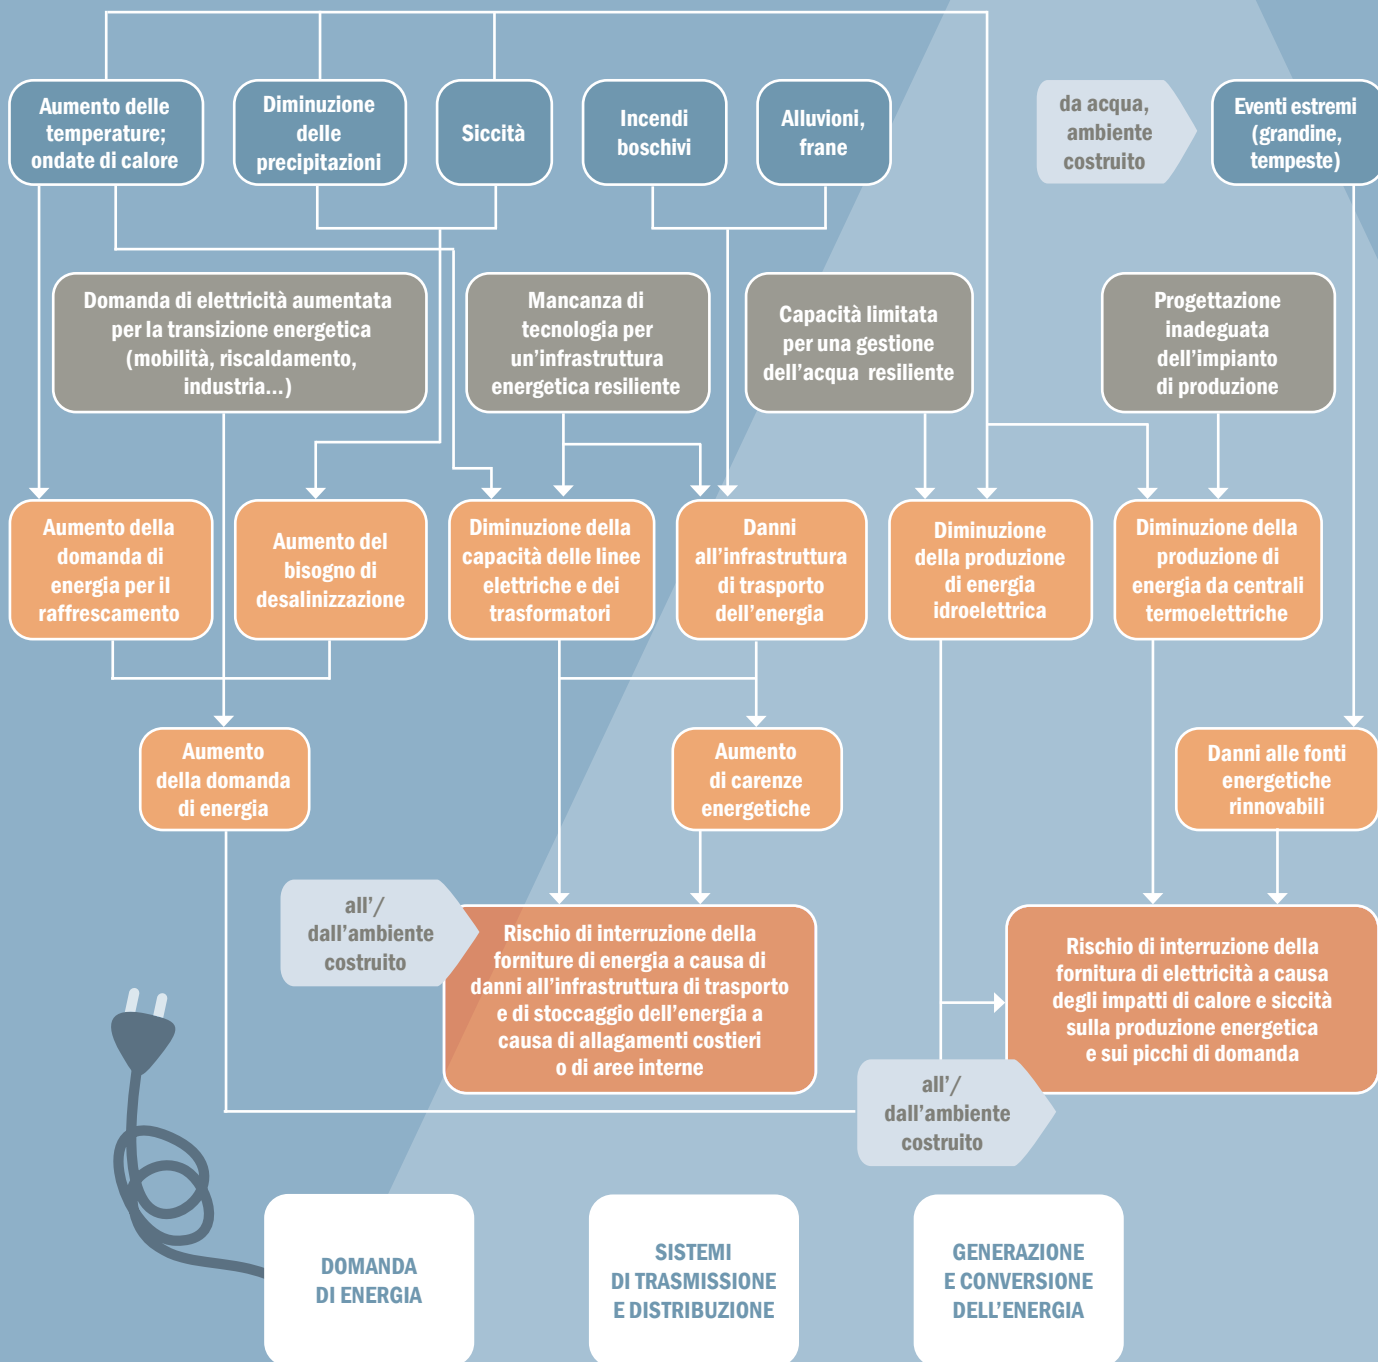 Aumento delle
temperature;
ondate di calore
Diminuzione
delle
precipitazioni
Siccità
Incendi
boschivi
Alluvioni,
frane
da acqua,
ambiente
costruito
Eventi estremi
(grandine,
tempeste)
Domanda di elettricità aumentata
per la transizione energetica
(mobilità, riscaldamento,
industria...)
Mancanza di
tecnologia per
un'infrastruttura
energetica resiliente
Capacità limitata
per una gestione
dell'acqua resiliente
Progettazione
inadeguata
dell'impianto
di produzione
Aumento della
domanda di
energia per il
raffrescamento
Aumento del
bisogno di
desalinizzazione
Diminuzione della
capacità delle linee
elettriche e dei
trasformatori
Danni
all'infrastruttura
di trasporto
dell'energia
Diminuzione
della produzione
di energia
idroelettrica
Diminuzione della
produzione di
energia da centrali
termoelettriche
Aumento
della domanda
di energia
Aumento
di carenze
energetiche
Danni alle fonti
energetiche
rinnovabili
all'/
dall'ambiente
costruito
Rischio di interruzione della
forniture di energia a causa di
danni all'infrastruttura di trasporto
e di stoccaggio dell'energia a
causa di allagamenti costieri
o di aree interne
Rischio di interruzione della
fornitura di elettricità a causa
degli impatti di calore e siccità
sulla produzione energetica
e sui picchi di domanda
all'/
dall'ambiente
costruito
DOMANDA
DI ENERGIA
SISTEMI
DI TRASMISSIONE
E DISTRIBUZIONE
GENERAZIONE
E CONVERSIONE
DELL'ENERGIA